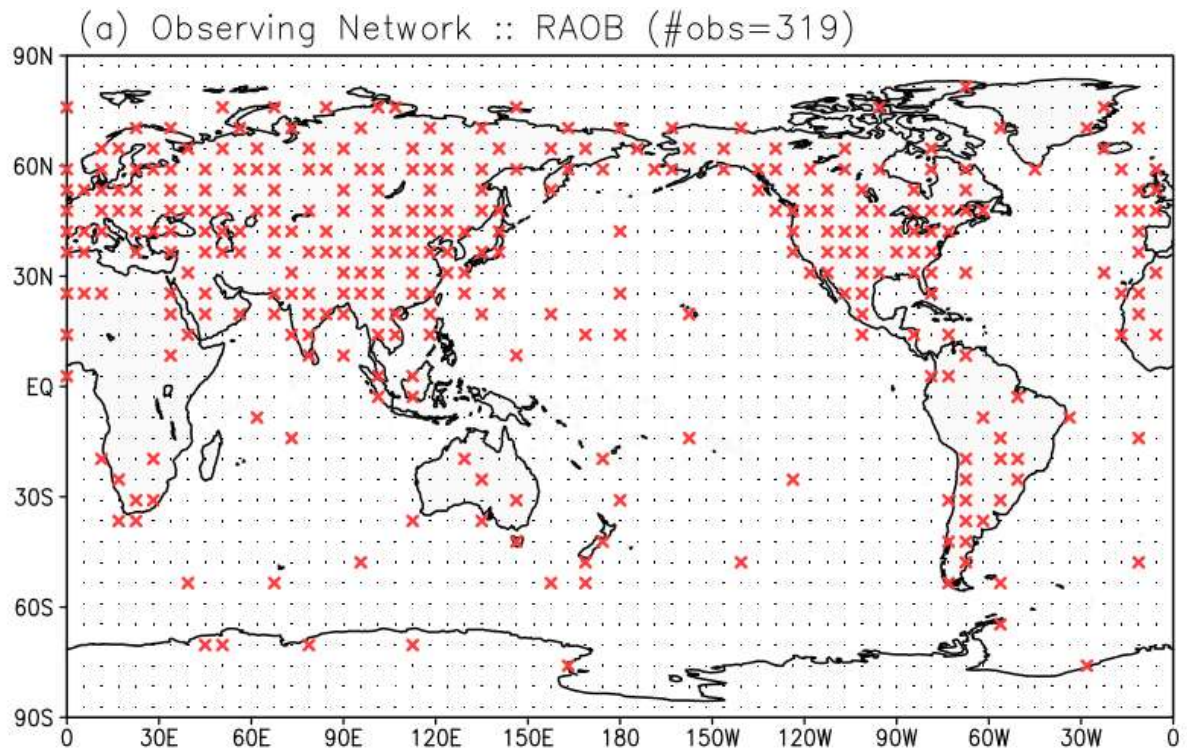 (a) Observing Network :: RAOB (#obs=319)
90N
60N
30N
EQ
30S
60S
90S
0 30E 60E 90E 120E 150E 180 150W 120W 90W 60W 30W 0